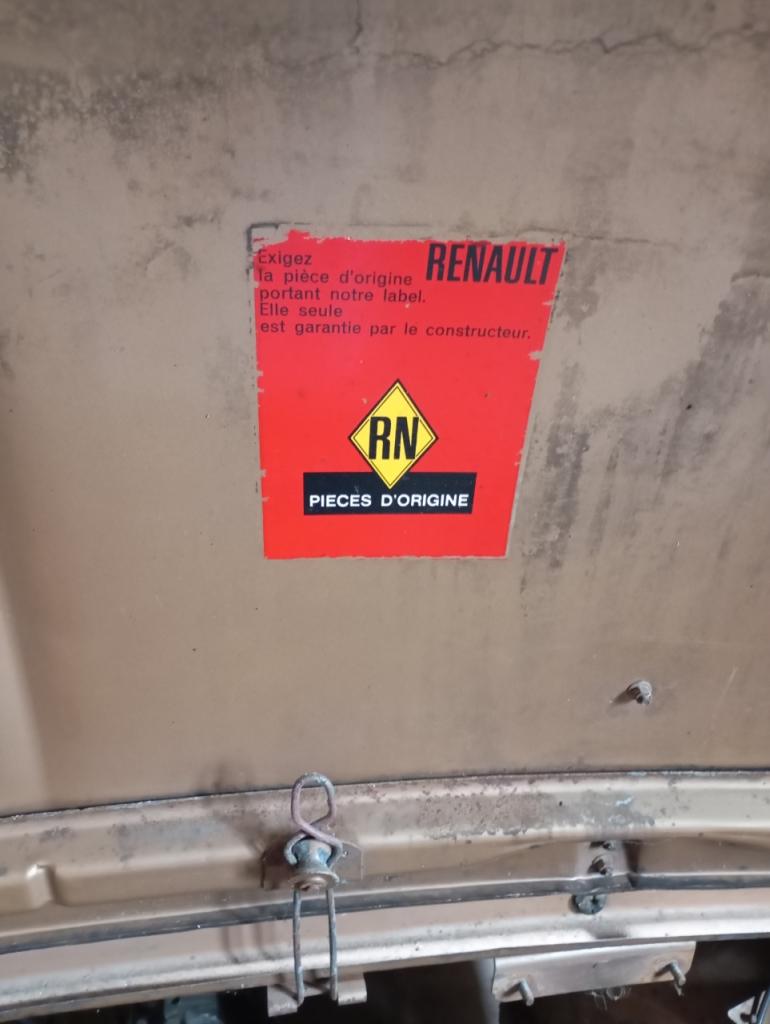 RENAULT
Exigez
la pièce d'origine
portant notre label.
Elle seule
est garantie par le constructeur.
RN
PIECES D'ORIGINE